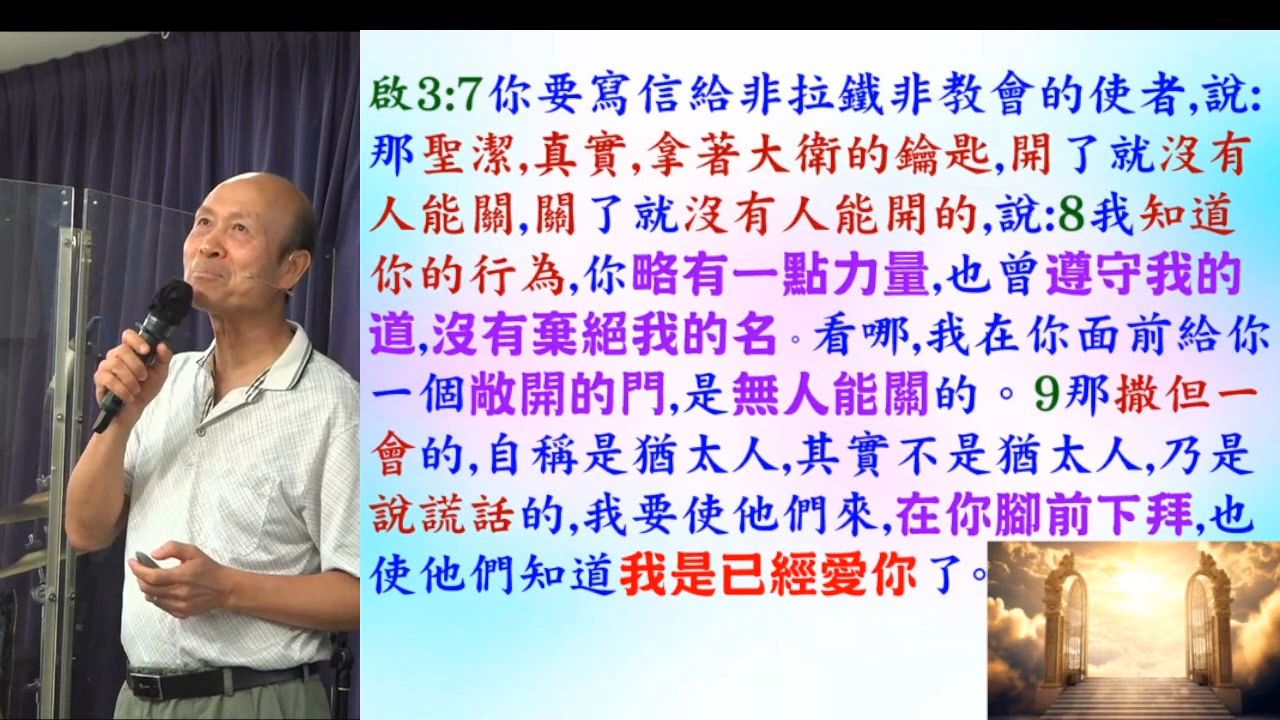 啟3:7你要寫信給非拉鐵非教會的使者,說:
那聖潔,真實,拿著大衛的鑰匙,開了就沒有
人能關,關了就沒有人能開的,說:8我知道
你的行為,你略有一點力量,也曾遵守我的
道,沒有棄絕我的名。看哪,我在你面前給你
一個敞開的門,是無人能關的。9那撒但一
會的,自稱是猶太人,其實不是猶太人,乃是
說謊話的,我要使他們來,在你腳前下拜,也
使他們知道我是已經愛你了。